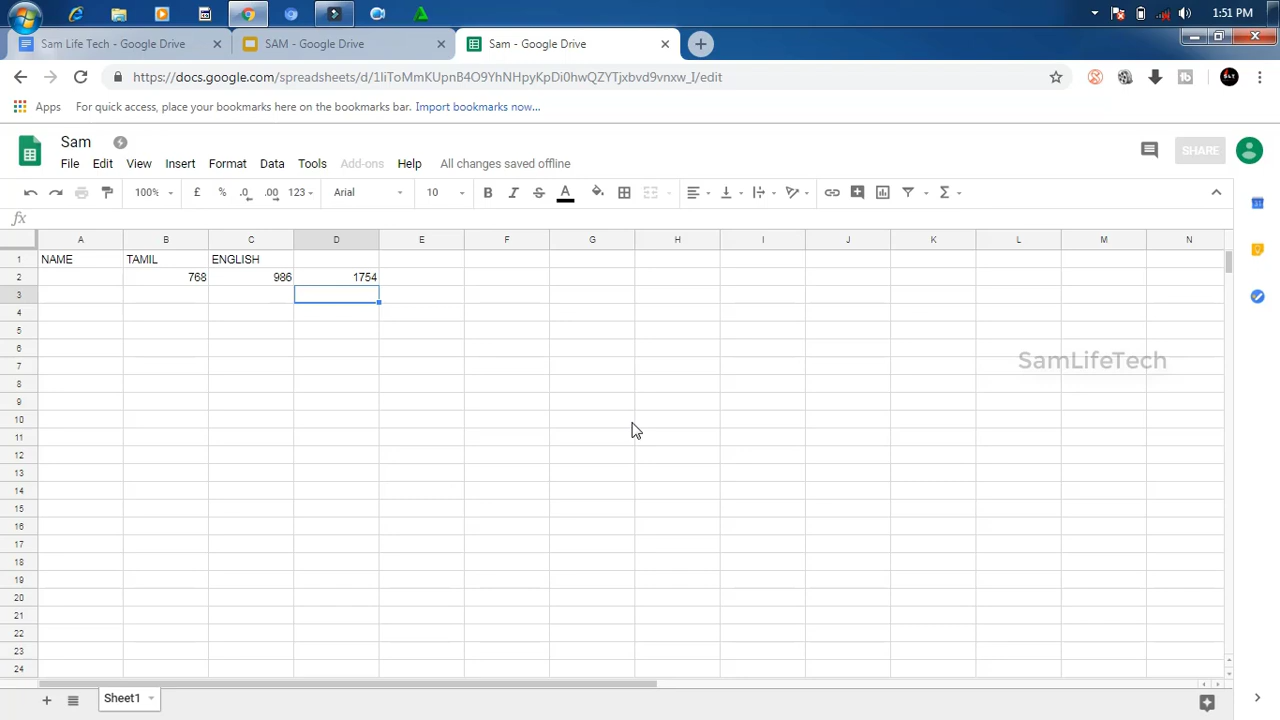 1:51 PM
Sam Life Tech - Google Drive
SAM - Google Drive
Sam - Google Drive
https://docs.google.com/spreadsheets/d/1IiToMmKUpnB4O9YhNHpyKpDi0hwQZYTjxbvd9vnxw_I/edit
Apps
For quick access, place your bookmarks here on the bookmarks bar. Import bookmarks now...
Sam
File Edit View Insert Format Data Tools Add-ons Help All changes saved offline
SHARE
100% £ % .0 .00 123 Arial 10 B I S A Σ
fx
A B C D E F G H I J K L M N
1 NAME TAMIL ENGLISH
2 768 986 1754
3
4
5
6
7
SamLifeTech
8
9
10
11
12
13
14
15
16
17
18
19
20
21
22
23
24
Sheet1